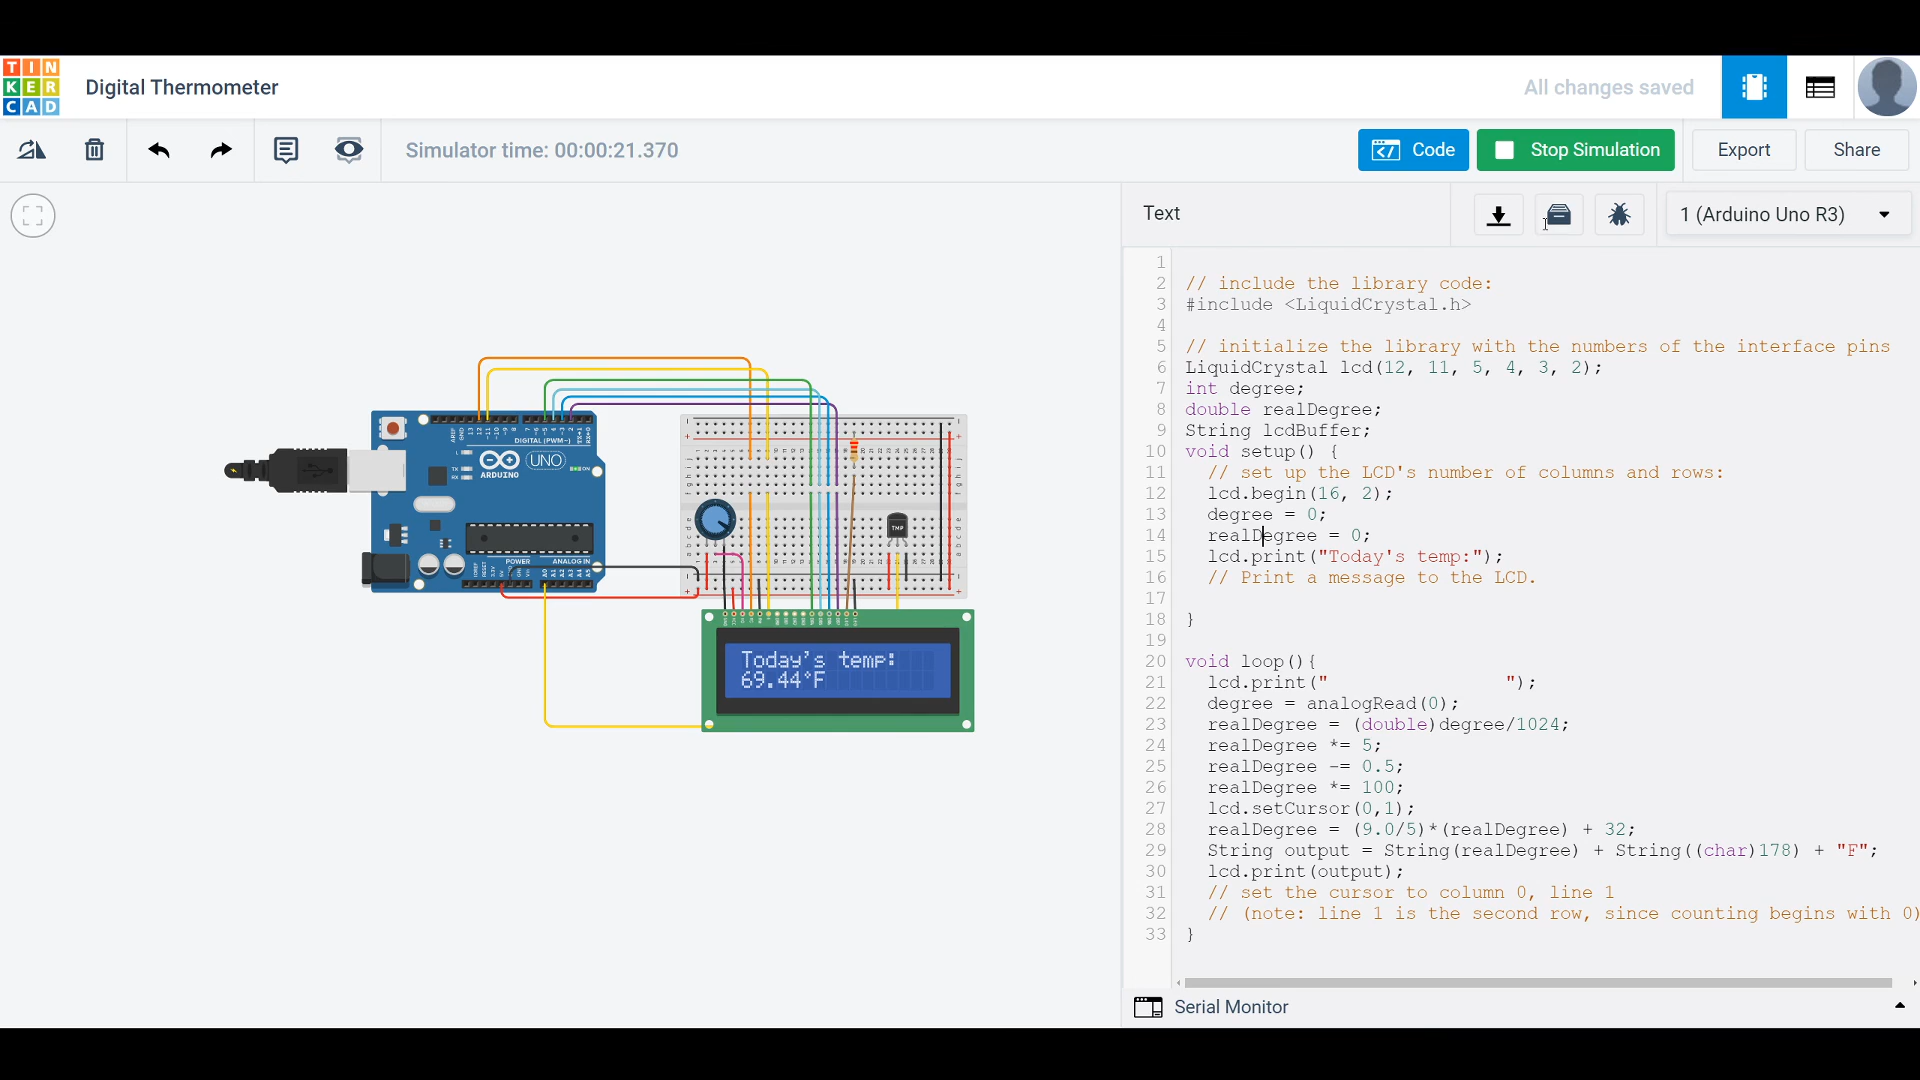 TIN
KER
CAD
Digital Thermometer
All changes saved
Simulator time: 00:00:21.370
Code
Stop Simulation
Export
Share
Text
1 (Arduino Uno R3)
1
2 // include the library code:
3 #include <LiquidCrystal.h>
4
5 // initialize the library with the numbers of the interface pins
6 LiquidCrystal lcd(12, 11, 5, 4, 3, 2);
7 int degree;
8 double realDegree;
9 String lcdBuffer;
10 void setup() {
11 // set up the LCD's number of columns and rows:
12 lcd.begin(16, 2);
13 degree = 0;
14 realDegree = 0;
15 lcd.print("Today's temp:");
16 // Print a message to the LCD.
17
18 }
19
20 void loop(){
21 lcd.print("                ");
22 degree = analogRead(0);
23 realDegree = (double)degree/1024;
24 realDegree *= 5;
25 realDegree -= 0.5;
26 realDegree *= 100;
27 lcd.setCursor(0,1);
28 realDegree = (9.0/5)*(realDegree) + 32;
29 String output = String(realDegree) + String((char)178) + "F";
30 lcd.print(output);
31 // set the cursor to column 0, line 1
32 // (note: line 1 is the second row, since counting begins with 0)
33 }
Serial Monitor
DIGITAL (PWM~)
UNO
ARDUINO
ON
POWER
ANALOG IN
TMP
Today's temp:
69.44°F